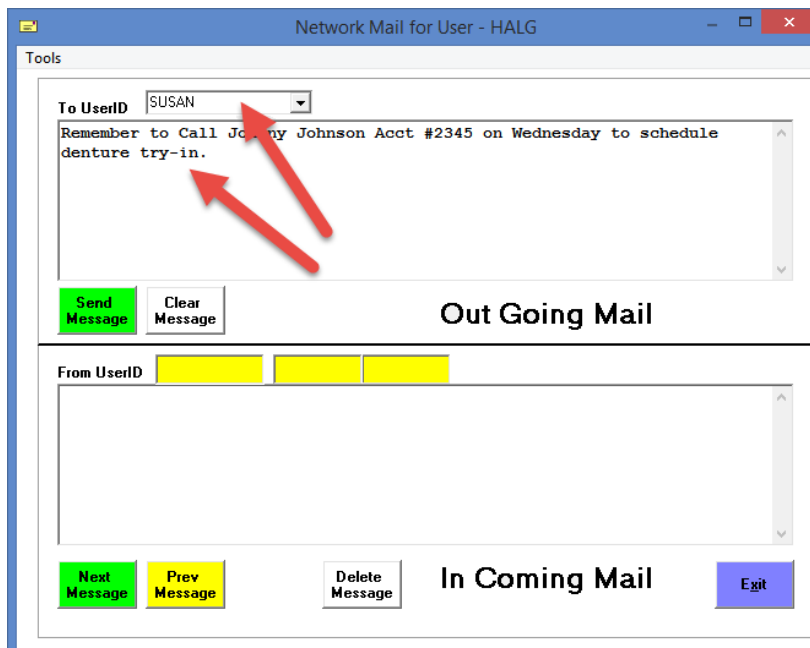 Network Mail for User - HALG
Tools
To UserID SUSAN
Remember to Call Johnson Acct #2345 on Wednesday to schedule
denture try-in.
Send
Message
Clear
Message
Out Going Mail
From UserID
Next
Message
Prev
Message
Delete
Message
In Coming Mail
Exit